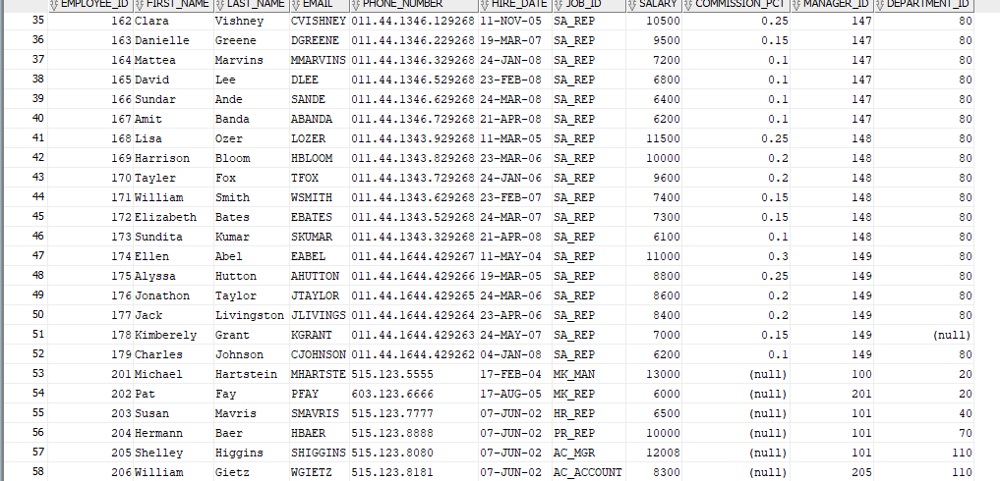 EMPLOYEE_ID FIRST_NAME LAST_NAME EMAIL PHONE_NUMBER HIRE_DATE JOB_ID SALARY COMMISSION_PCT MANAGER_ID DEPARTMENT_ID
35 162 Clara Vishney CVISHNEY 011.44.1346.129268 11-NOV-05 SA_REP 10500 0.25 147 80
36 163 Danielle Greene DGREENE 011.44.1346.229268 19-MAR-07 SA_REP 9500 0.15 147 80
37 164 Mattea Marvins MMARVINS 011.44.1346.329268 24-JAN-08 SA_REP 7200 0.1 147 80
38 165 David Lee DLEE 011.44.1346.529268 23-FEB-08 SA_REP 6800 0.1 147 80
39 166 Sundar Ande SANDE 011.44.1346.629268 24-MAR-08 SA_REP 6400 0.1 147 80
40 167 Amit Banda ABANDA 011.44.1346.729268 21-APR-08 SA_REP 6200 0.1 147 80
41 168 Lisa Ozer LOZER 011.44.1343.929268 11-MAR-05 SA_REP 11500 0.25 148 80
42 169 Harrison Bloom HBLOOM 011.44.1343.829268 23-MAR-06 SA_REP 10000 0.2 148 80
43 170 Tayler Fox TFOX 011.44.1343.729268 24-JAN-06 SA_REP 9600 0.2 148 80
44 171 William Smith WSMITH 011.44.1343.629268 23-FEB-07 SA_REP 7400 0.15 148 80
45 172 Elizabeth Bates EBATES 011.44.1343.529268 24-MAR-07 SA_REP 7300 0.15 148 80
46 173 Sundita Kumar SKUMAR 011.44.1343.329268 21-APR-08 SA_REP 6100 0.1 148 80
47 174 Ellen Abel EABEL 011.44.1644.429267 11-MAY-04 SA_REP 11000 0.3 149 80
48 175 Alyssa Hutton AHUTTON 011.44.1644.429266 19-MAR-05 SA_REP 8800 0.25 149 80
49 176 Jonathon Taylor JTAYLOR 011.44.1644.429265 24-MAR-06 SA_REP 8600 0.2 149 80
50 177 Jack Livingston JLIVINGS 011.44.1644.429264 23-APR-06 SA_REP 8400 0.2 149 80
51 178 Kimberely Grant KGRANT 011.44.1644.429263 24-MAY-07 SA_REP 7000 0.15 149 (null)
52 179 Charles Johnson CJOHNSON 011.44.1644.429262 04-JAN-08 SA_REP 6200 0.1 149 80
53 201 Michael Hartstein MHARTSTE 515.123.5555 17-FEB-04 MK_MAN 13000 (null) 100 20
54 202 Pat Fay PFAY 603.123.6666 17-AUG-05 MK_REP 6000 (null) 201 20
55 203 Susan Mavris SMAVRIS 515.123.7777 07-JUN-02 HR_REP 6500 (null) 101 40
56 204 Hermann Baer HBAER 515.123.8888 07-JUN-02 PR_REP 10000 (null) 101 70
57 205 Shelley Higgins SHIGGINS 515.123.8080 07-JUN-02 AC_MGR 12008 (null) 101 110
58 206 William Gietz WGIETZ 515.123.8181 07-JUN-02 AC_ACCOUNT 8300 (null) 205 110